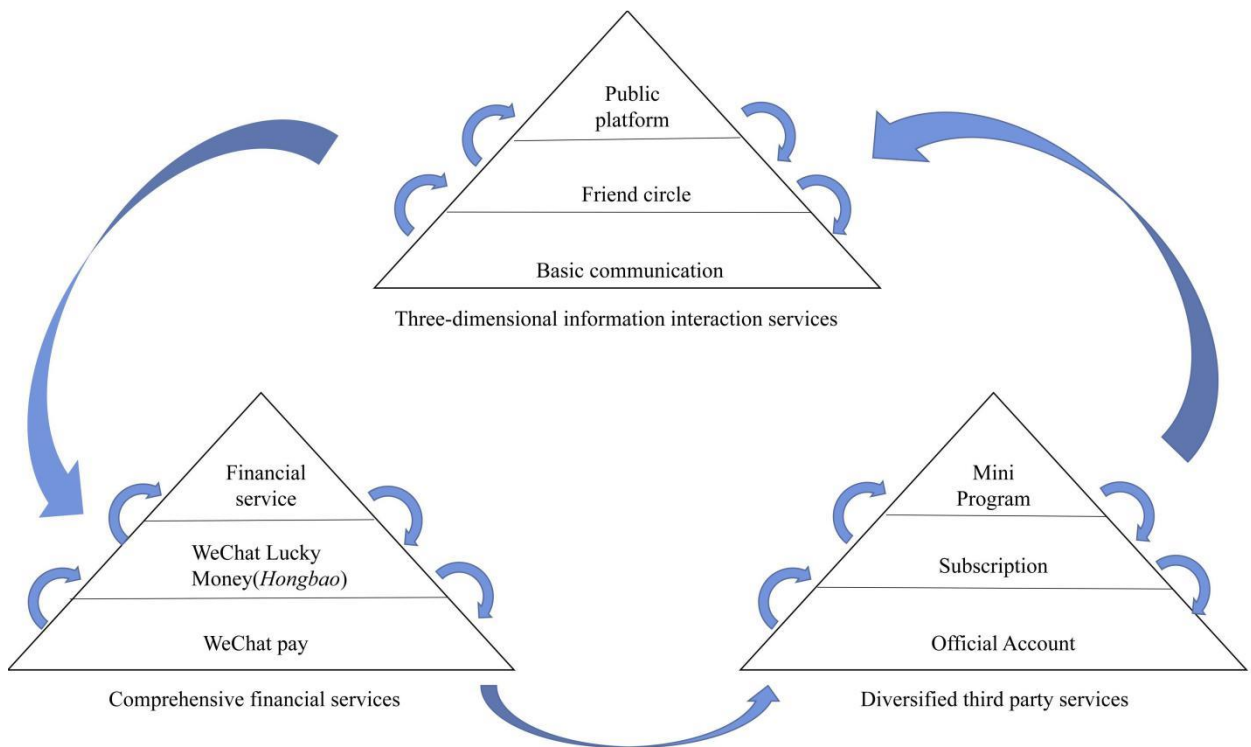 Public
platform
Friend circle
Basic communication
Three-dimensional information interaction services
Financial
service
WeChat Lucky
Money(Hongbao)
WeChat pay
Comprehensive financial services
Mini
Program
Subscription
Official Account
Diversified third party services